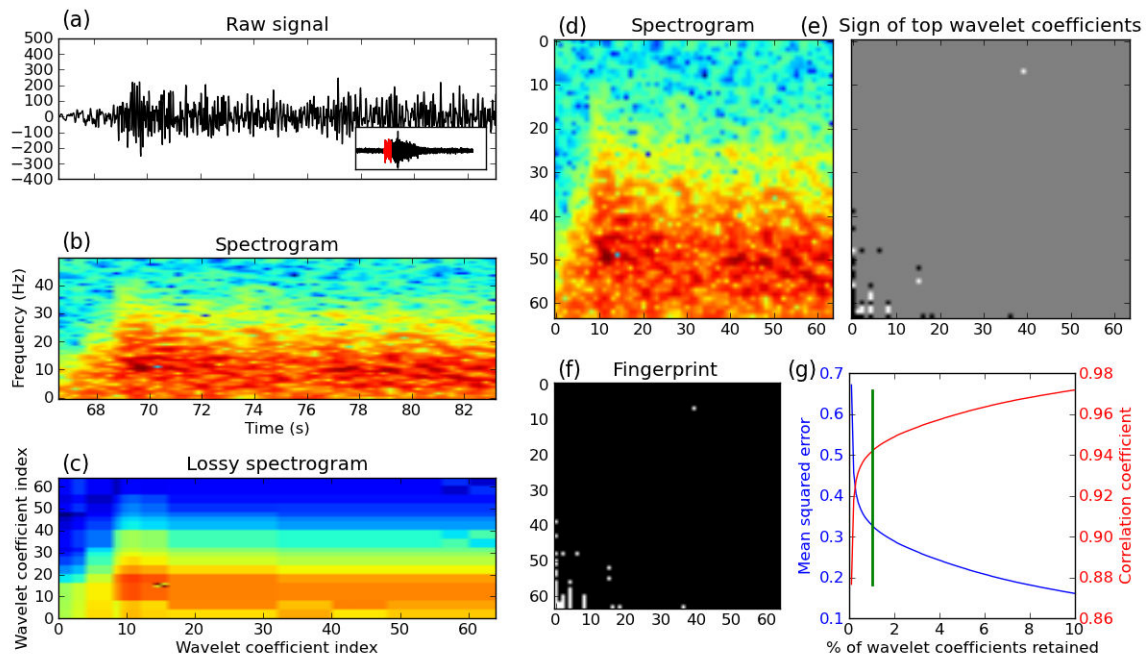 (a)
Raw signal
500
400
300
200
100
0
−100
−200
−300
−400
(b)
Spectrogram
Frequency (Hz)
40
30
20
10
0
68 70 72 74 76 78 80 82
Time (s)
(c)
Lossy spectrogram
Wavelet coefficient index
60
50
40
30
20
10
0
0 10 20 30 40 50 60
Wavelet coefficient index
(d)
Spectrogram
0
10
20
30
40
50
60
0 10 20 30 40 50 60
(e)
Sign of top wavelet coefficients
0 10 20 30 40 50 60
(f)
Fingerprint
0
10
20
30
40
50
60
0 10 20 30 40 50 60
(g)
Mean squared error
0.7
0.6
0.5
0.4
0.3
0.2
0.1
0 2 4 6 8 10
% of wavelet coefficients retained
0.98
0.96
0.94
0.92
0.90
0.88
0.86
Correlation coefficient